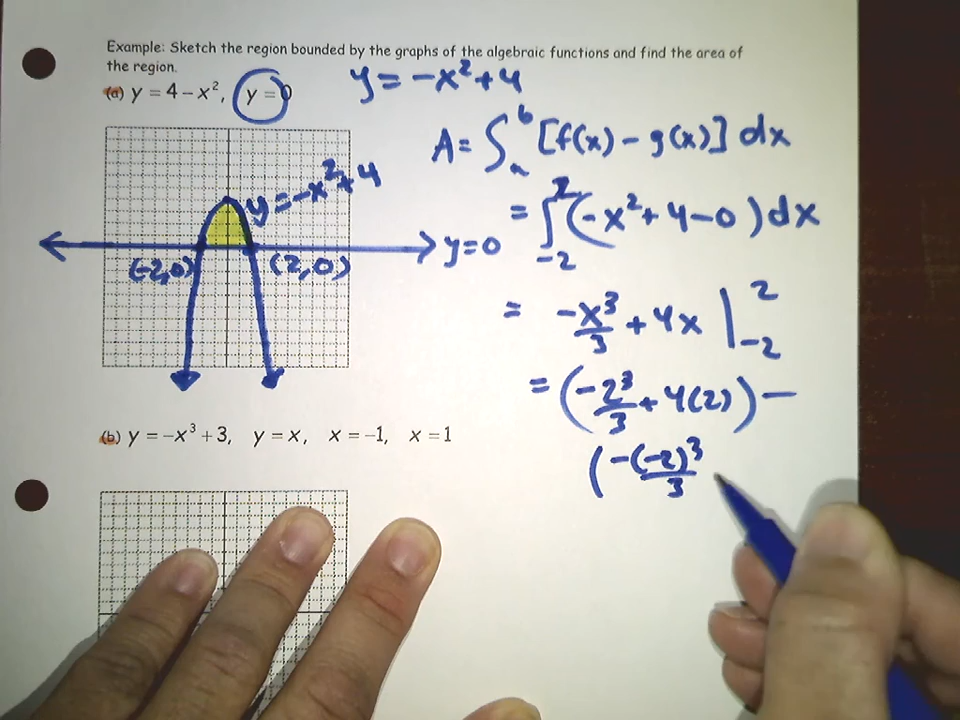 Example: Sketch the region bounded by the graphs of the algebraic functions and find the area of
the region.
(a) y = 4 – x², y = 0
y = -x² + 4
A = ∫ₐᵇ [f(x) - g(x)] dx
y = -x² + 4
= ∫₋₂² (-x² + 4 - 0) dx
y=0
(-2,0) (2,0)
= -x³/3 + 4x |₋₂²
= (-2³/3 + 4(2)) -
(-(-2)³/3
(b) y = –x³ + 3, y = x, x = –1, x = 1